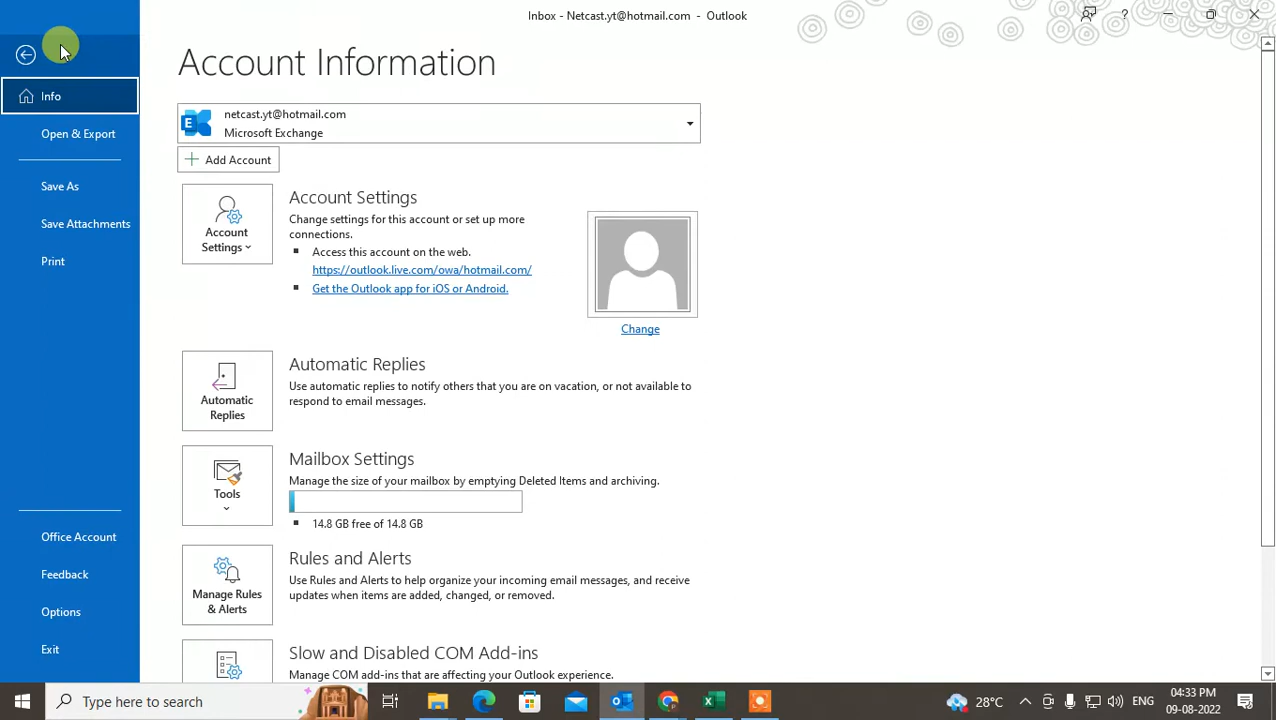 Inbox - Netcast.yt@hotmail.com - Outlook
?
Info
Open & Export
Save As
Save Attachments
Print
Office Account
Feedback
Options
Exit
Account Information
E
netcast.yt@hotmail.com
Microsoft Exchange
Add Account
Account
Settings
Account Settings
Change settings for this account or set up more
connections.
Access this account on the web.
https://outlook.live.com/owa/hotmail.com/
Get the Outlook app for iOS or Android.
Change
Automatic
Replies
Automatic Replies
Use automatic replies to notify others that you are on vacation, or not available to
respond to email messages.
Tools
Mailbox Settings
Manage the size of your mailbox by emptying Deleted Items and archiving.
14.8 GB free of 14.8 GB
Manage Rules
& Alerts
Rules and Alerts
Use Rules and Alerts to help organize your incoming email messages, and receive
updates when items are added, changed, or removed.
Slow and Disabled COM Add-ins
Manage COM add-ins that are affecting your Outlook experience.
Type here to search
28°C
ENG
04:33 PM
09-08-2022